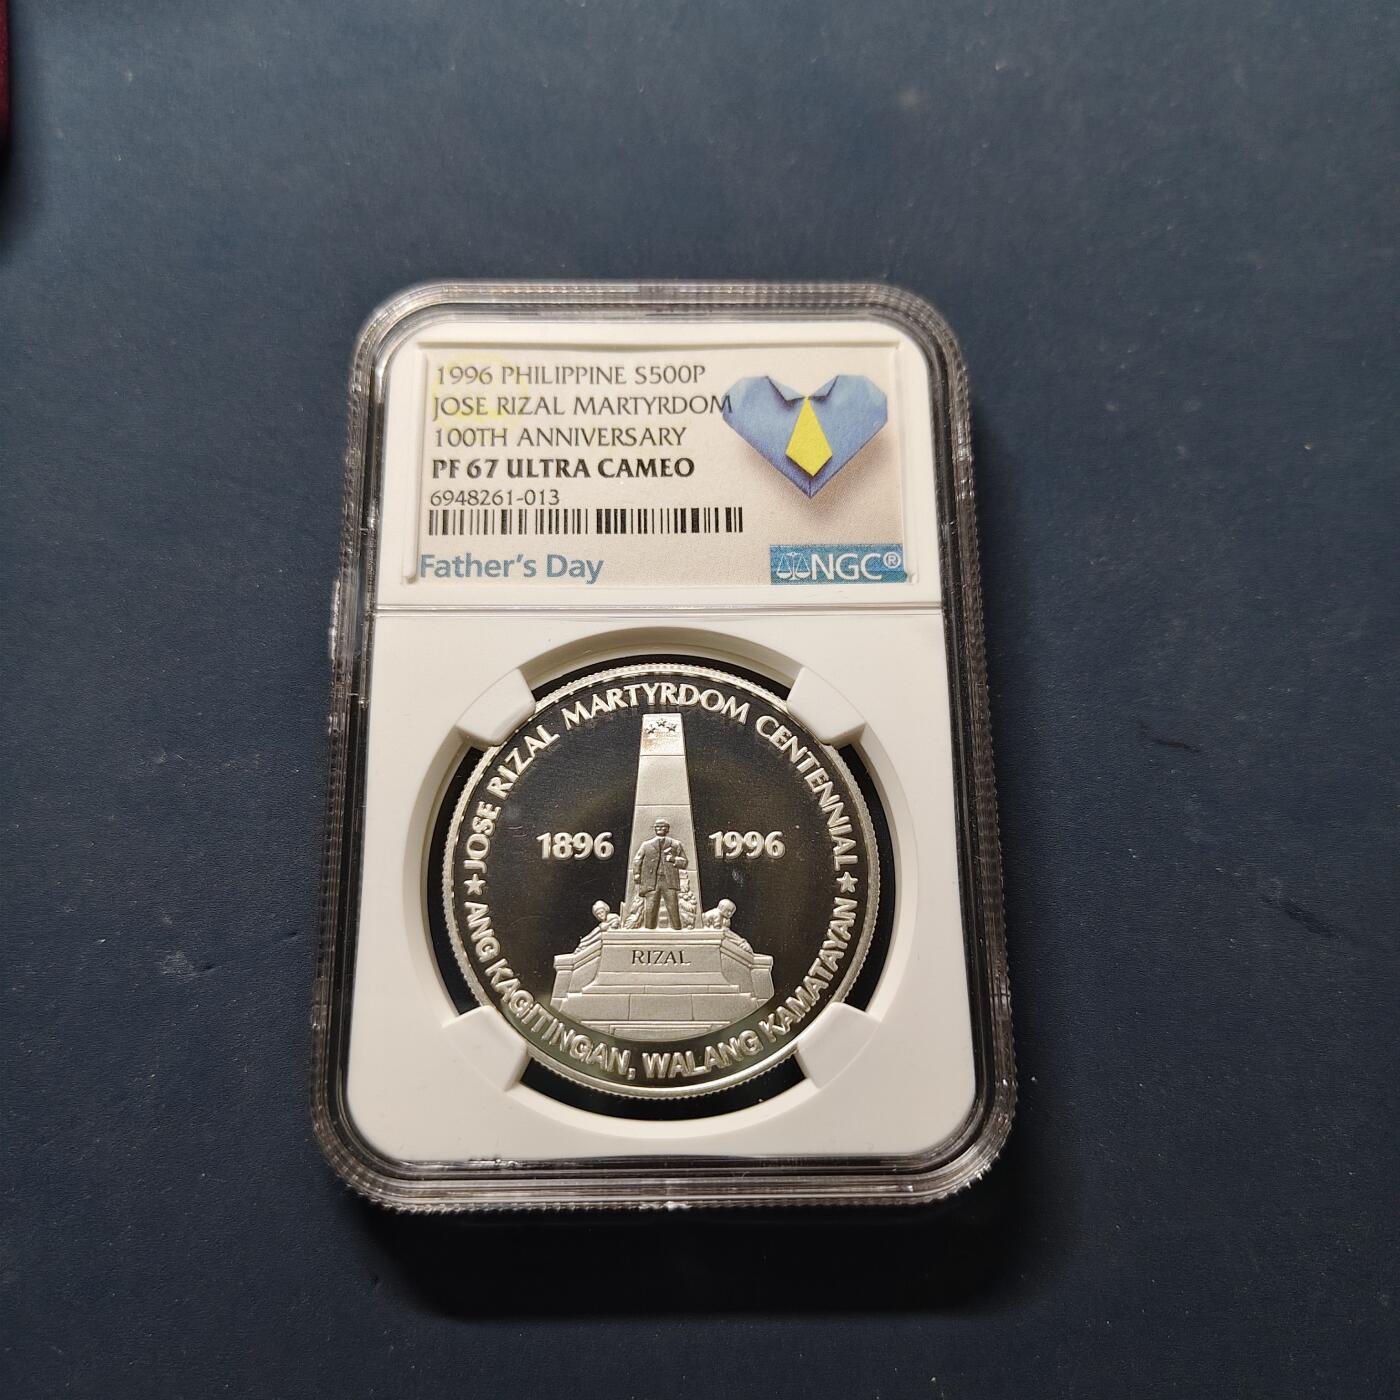 1996 PHILIPPINE S500P
JOSE RIZAL MARTYRDOM
100TH ANNIVERSARY
PF 67 ULTRA CAMEO
6948261-013
Father's Day
NGC®
★ JOSE RIZAL MARTYRDOM CENTENNIAL ★
1896 1996
RIZAL
ANG KAGITINGAN, WALANG KAMATAYAN